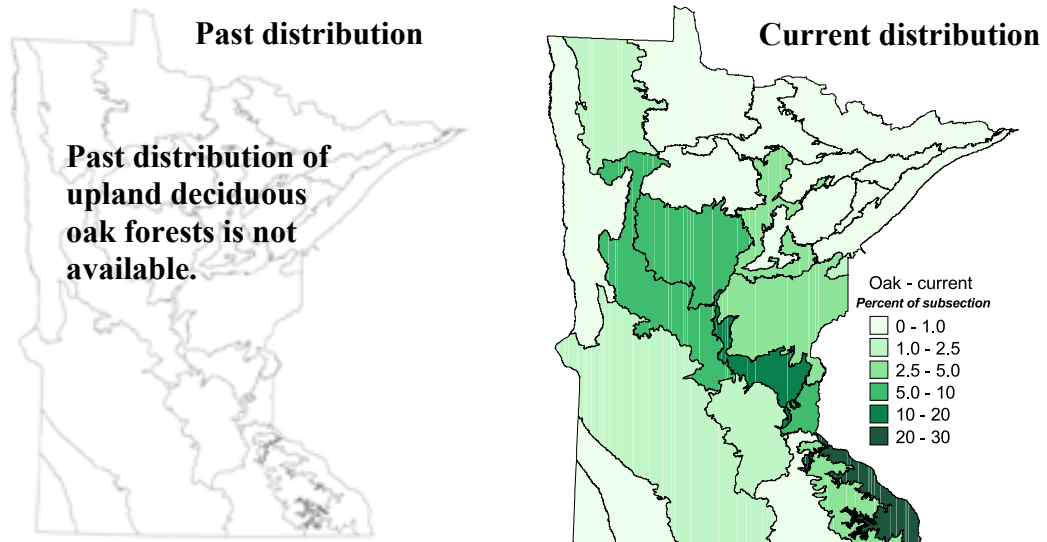 Past distribution
Past distribution of
upland deciduous
oak forests is not
available.
Current distribution
Oak - current
Percent of subsection
0 - 1.0
1.0 - 2.5
2.5 - 5.0
5.0 - 10
10 - 20
20 - 30